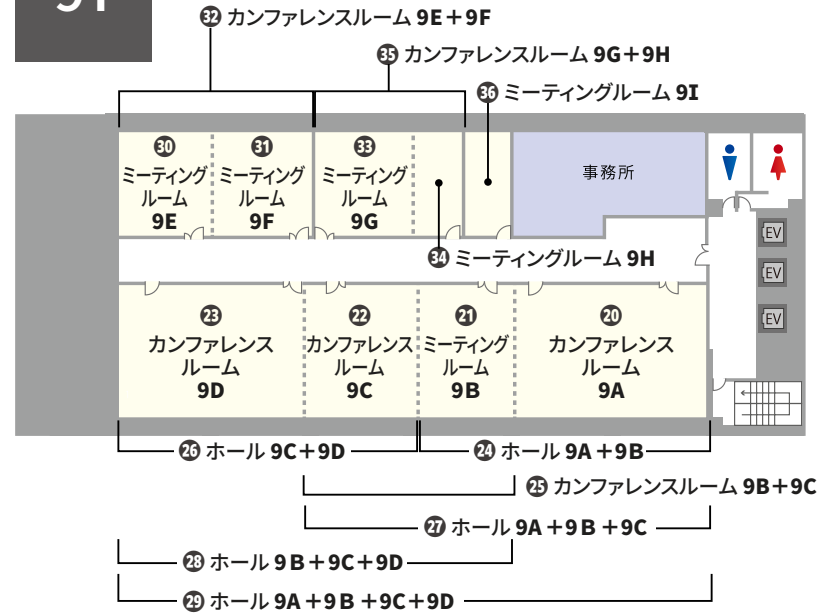 ㉜ カンファレンスルーム 9E＋9F
㉟ カンファレンスルーム 9G＋9H
㊱ ミーティングルーム 9I
㉚
ミーティング
ルーム
9E
㉛
ミーティング
ルーム
9F
㉝
ミーティング
ルーム
9G
事務所
㉞ ミーティングルーム 9H
EV
EV
EV
㉓
カンファレンス
ルーム
9D
㉒
カンファレンス
ルーム
9C
㉑
ミーティング
ルーム
9B
⑳
カンファレンス
ルーム
9A
㉖ ホール 9C＋9D
㉔ ホール 9A＋9B
㉕ カンファレンスルーム 9B＋9C
㉗ ホール 9A＋9B＋9C
㉘ ホール 9B＋9C＋9D
㉙ ホール 9A＋9B＋9C＋9D